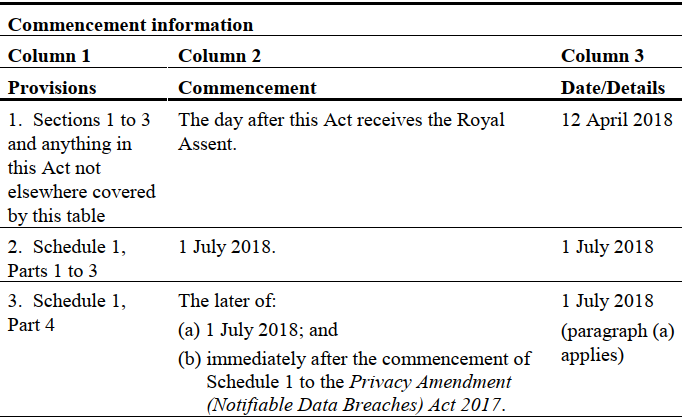 Commencement information
Column 1 Column 2 Column 3
Provisions Commencement Date/Details
1. Sections 1 to 3 and anything in this Act not elsewhere covered by this table
The day after this Act receives the Royal Assent.
12 April 2018
2. Schedule 1, Parts 1 to 3
1 July 2018.
1 July 2018
3. Schedule 1, Part 4
The later of:
(a) 1 July 2018; and
(b) immediately after the commencement of Schedule 1 to the Privacy Amendment (Notifiable Data Breaches) Act 2017.
1 July 2018
(paragraph (a) applies)